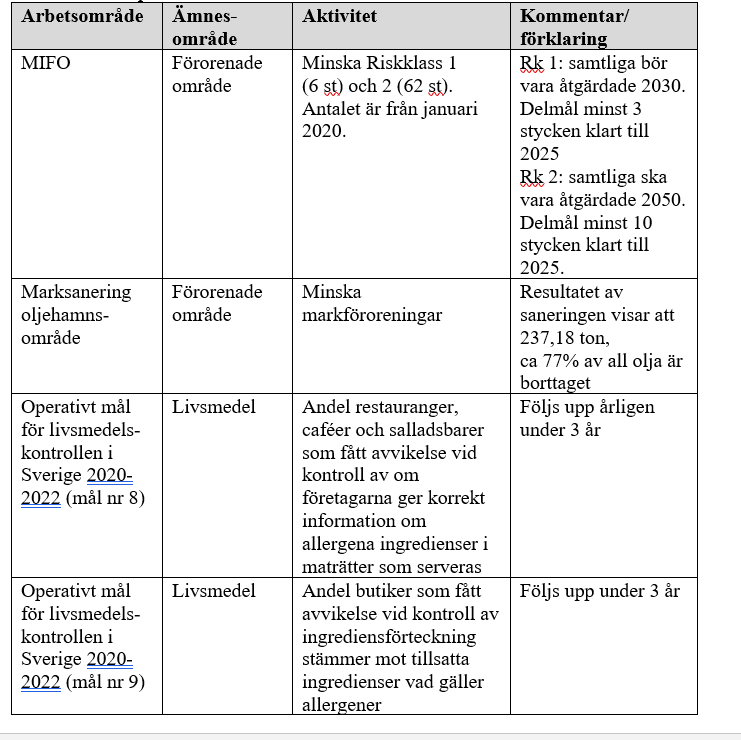 Arbetsområde
Ämnes-
område
Aktivitet
Kommentar/
förklaring
MIFO
Förorenade
område
Minska Riskklass 1
(6 st) och 2 (62 st).
Antalet är från januari
2020.
Rk 1: samtliga bör
vara åtgärdade 2030.
Delmål minst 3
stycken klart till
2025
Rk 2: samtliga ska
vara åtgärdade 2050.
Delmål minst 10
stycken klart till
2025.
Marksanering
oljehamns-
område
Förorenade
område
Minska
markföroreningar
Resultatet av
saneringen visar att
237,18 ton,
ca 77% av all olja är
borttaget
Operativt mål
för livsmedels-
kontrollen i
Sverige 2020-
2022 (mål nr 8)
Livsmedel
Andel restauranger,
caféer och salladsbarer
som fått avvikelse vid
kontroll av om
företagarna ger korrekt
information om
allergena ingredienser i
maträtter som serveras
Följs upp årligen
under 3 år
Operativt mål
för livsmedels-
kontrollen i
Sverige 2020-
2022 (mål nr 9)
Livsmedel
Andel butiker som fått
avvikelse vid kontroll av
ingrediensförteckning
stämmer mot tillsatta
ingredienser vad gäller
allergener
Följs upp under 3 år